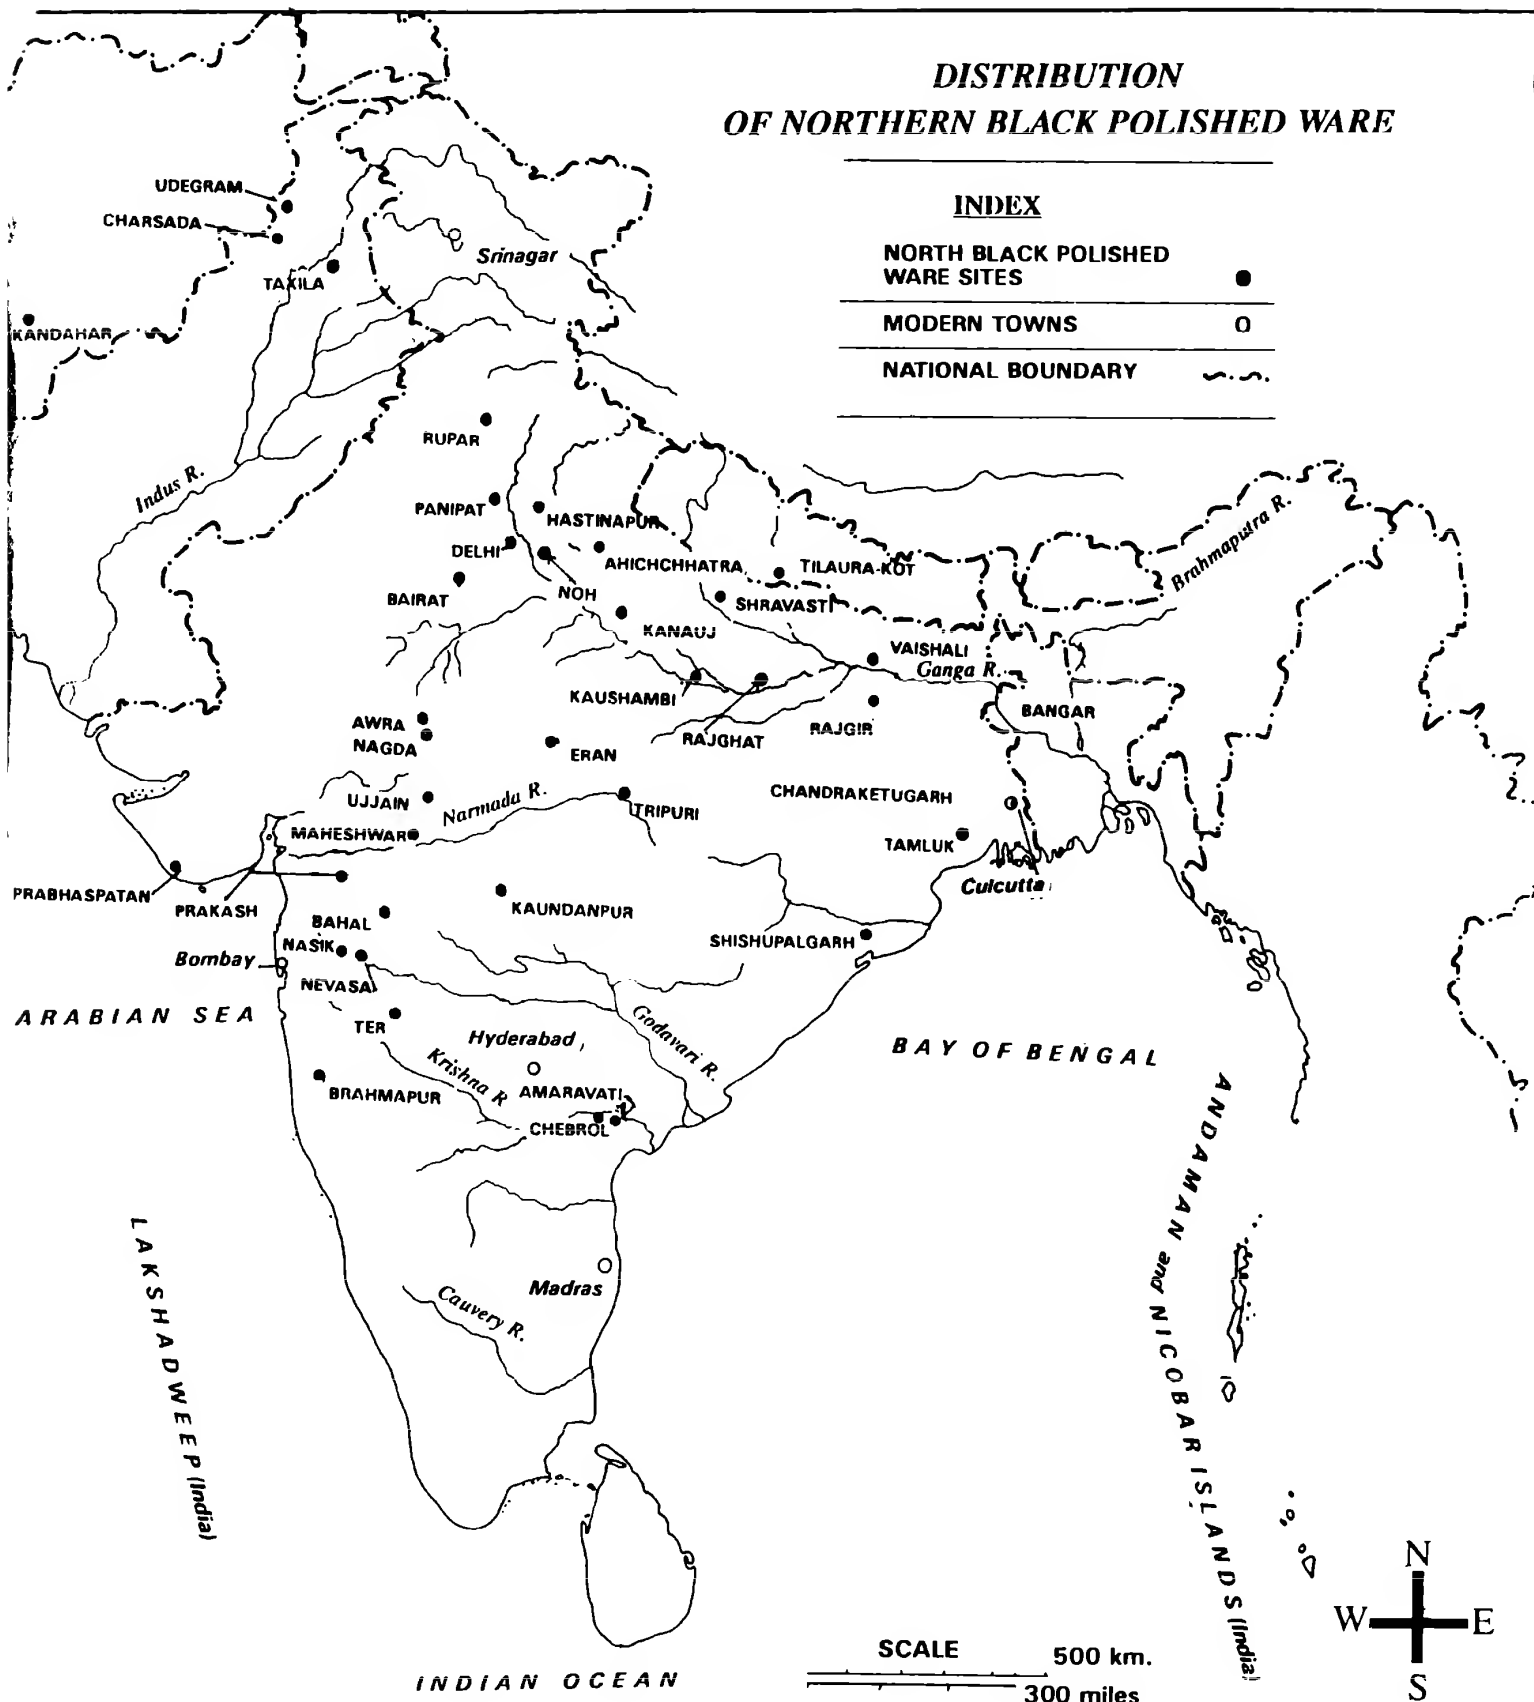 DISTRIBUTION
OF NORTHERN BLACK POLISHED WARE
INDEX
NORTH BLACK POLISHED
WARE SITES
MODERN TOWNS
NATIONAL BOUNDARY
UDEGRAM
CHARSADA
Srinagar
TAXILA
KANDAHAR
RUPAR
Indus R.
PANIPAT
HASTINAPUR
DELHI
AHICHCHHATRA
TILAURA-KOT
Brahmaputra R.
BAIRAT
NOH
SHRAVASTI
KANAUJ
VAISHALI
Ganga R.
KAUSHAMBI
BANGAR
AWRA
NAGDA
RAJGHAT
RAJGIR
ERAN
UJJAIN
Narmada R.
TRIPURI
CHANDRAKETUGARH
MAHESHWAR
TAMLUK
Culcutta
PRABHASPATAN
PRAKASH
BAHAL
KAUNDANPUR
NASIK
SHISHUPALGARH
Bombay
NEVASA
ARABIAN SEA
TER
Hyderabad
Godavari R.
BAY OF BENGAL
Krishna R
AMARAVATI
BRAHMAPUR
CHEBROL
ANDAMAN and NICOBAR ISLANDS (India)
LAKSHADWEEP (India)
Madras
Cauvery R.
N
W E
S
SCALE
500 km.
300 miles
INDIAN OCEAN